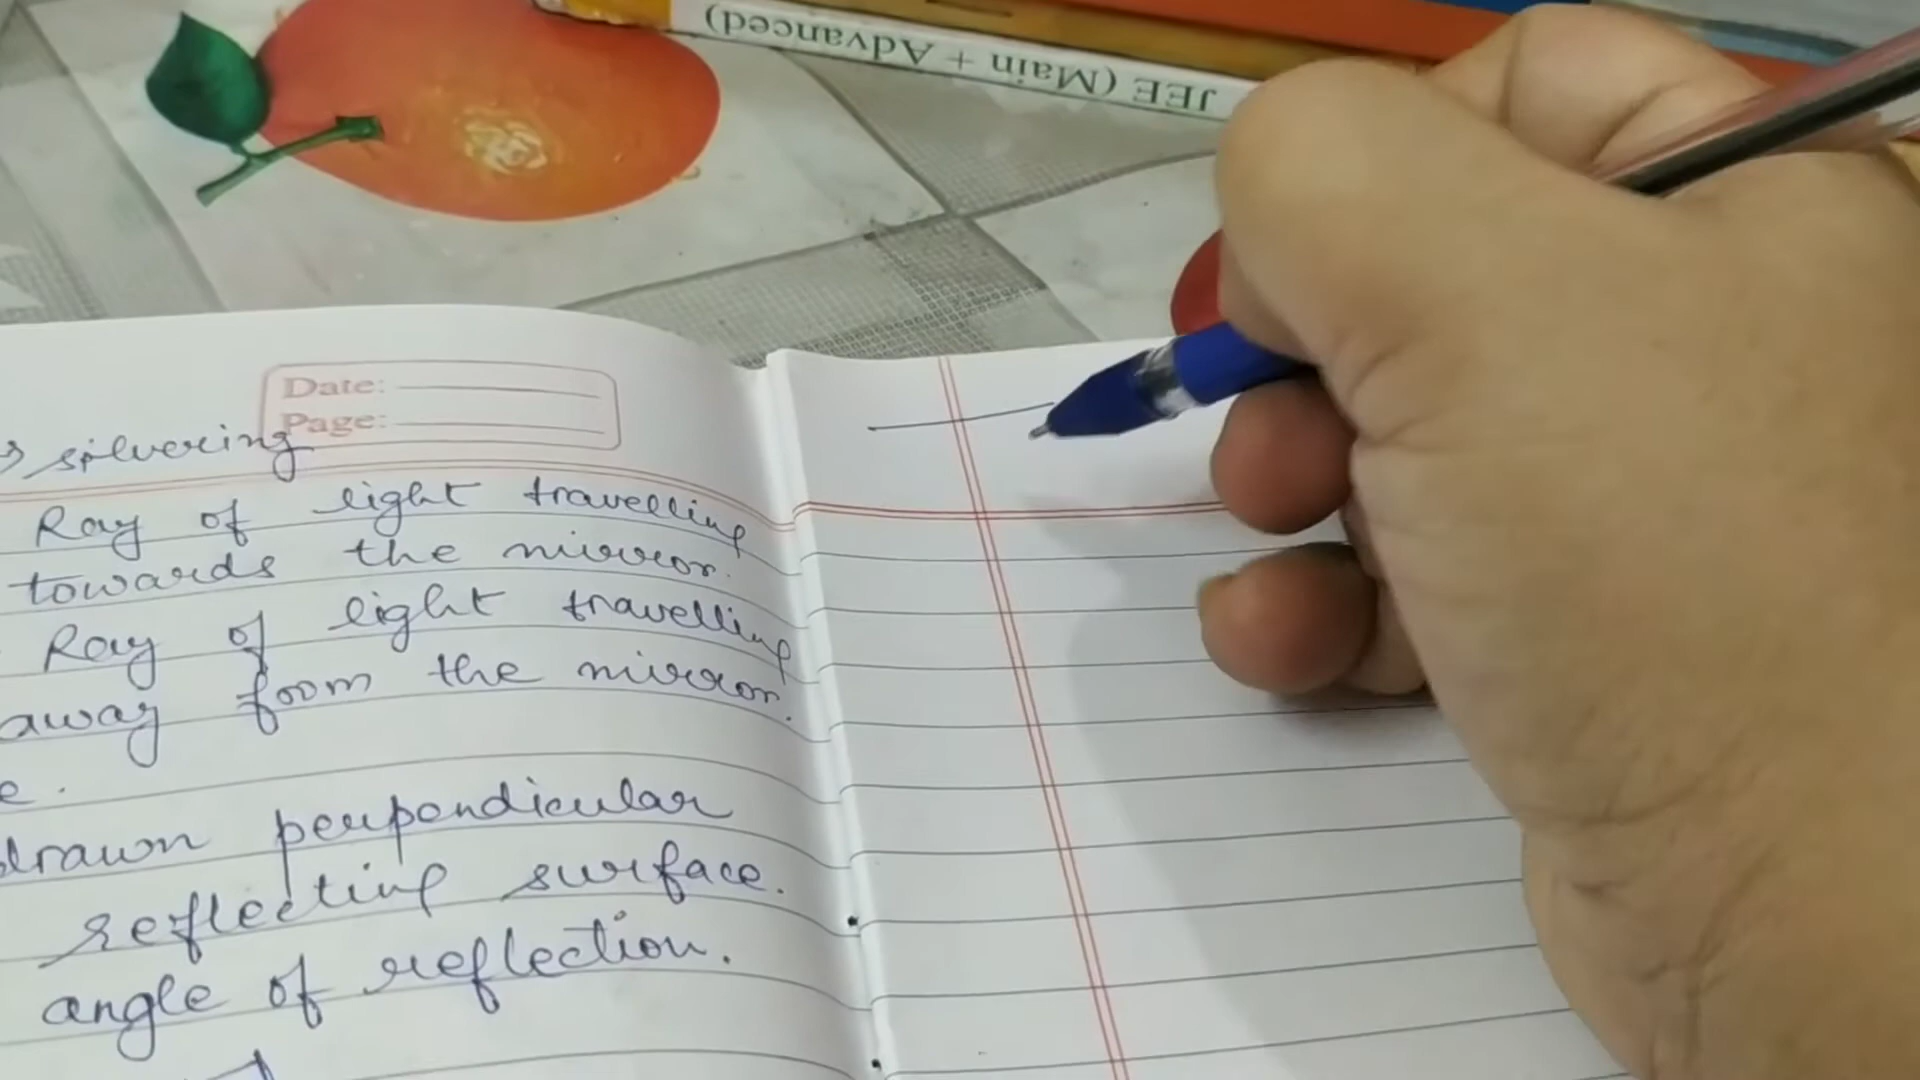 JEE (Main + Advanced)
Date:
Page:
silvering
Ray of light travelling
towards the mirror.
Ray of light travelling
away from the mirror.
e.
drawn perpendicular
reflecting surface.
angle of reflection.